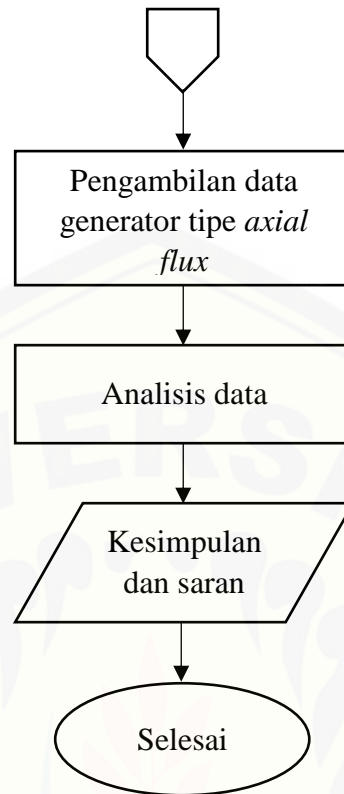 Pengambilan data
generator tipe axial
flux
Analisis data
Kesimpulan
dan saran
Selesai